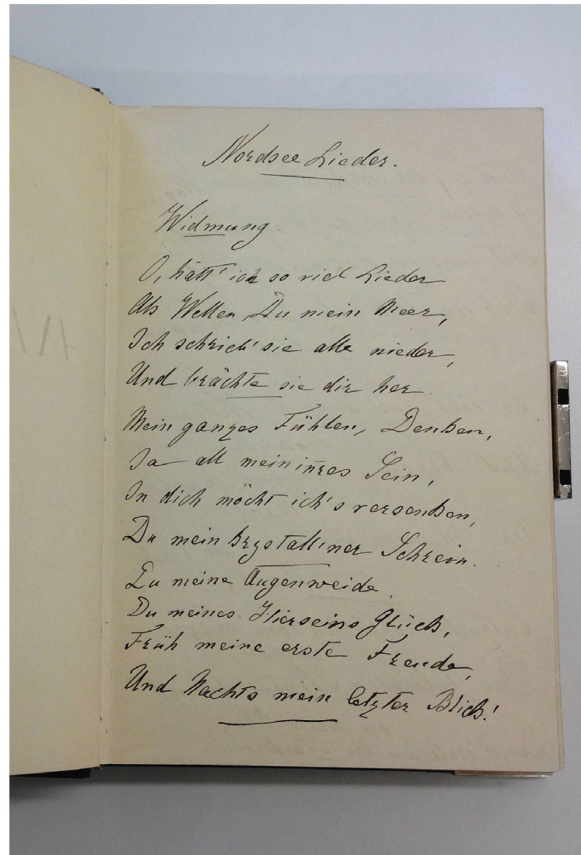 Nordsee Lieder.
Widmung
O, hätt' ich so viel Lieder
Als Wellen Du mein Meer,
Ich schrieb' sie alle nieder,
Und brächte sie dir her.
Mein ganzes Fühlen, Denken,
Ja all mein inn̄res Sein,
In dich möcht ich's versenken,
Du mein krystall'ner Schrein.
Du meine Augenweide,
Du meines Hierseins Glück,
Früh meine erste Freude,
Und Nachts mein letzter Blick!